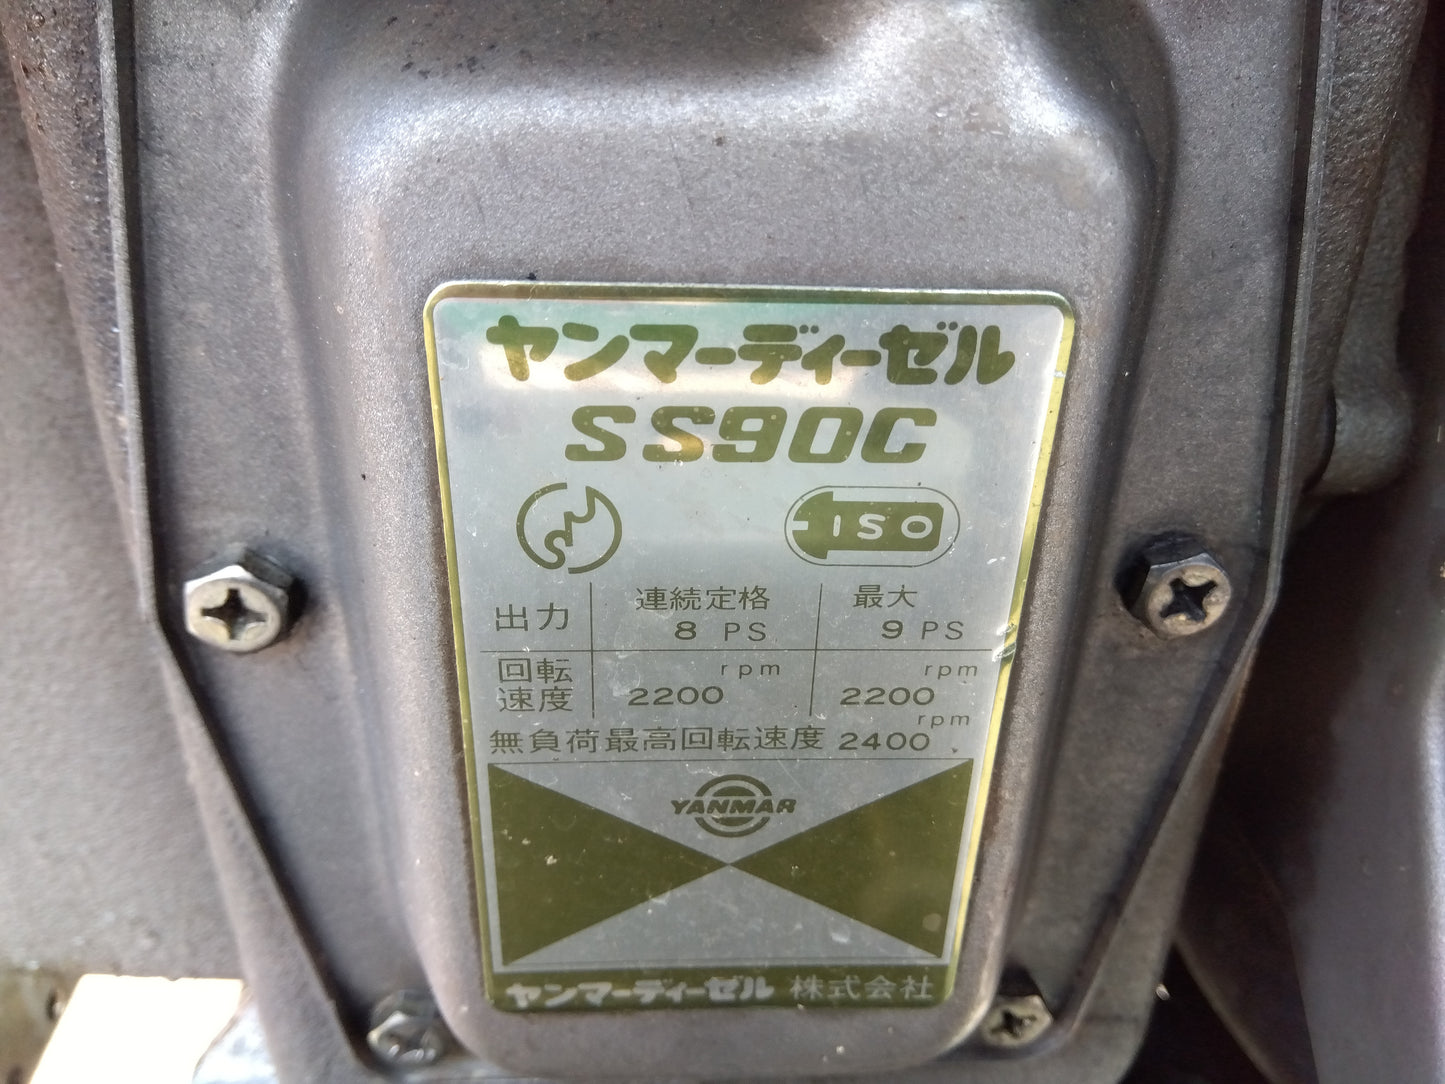 ヤンマーディーゼル
SS90C
ISO
出力 連続定格 8 PS 最大 9 PS
回転速度 2200 rpm 2200 rpm
無負荷最高回転速度 2400 rpm
YANMAR
ヤンマーディーゼル 株式会社